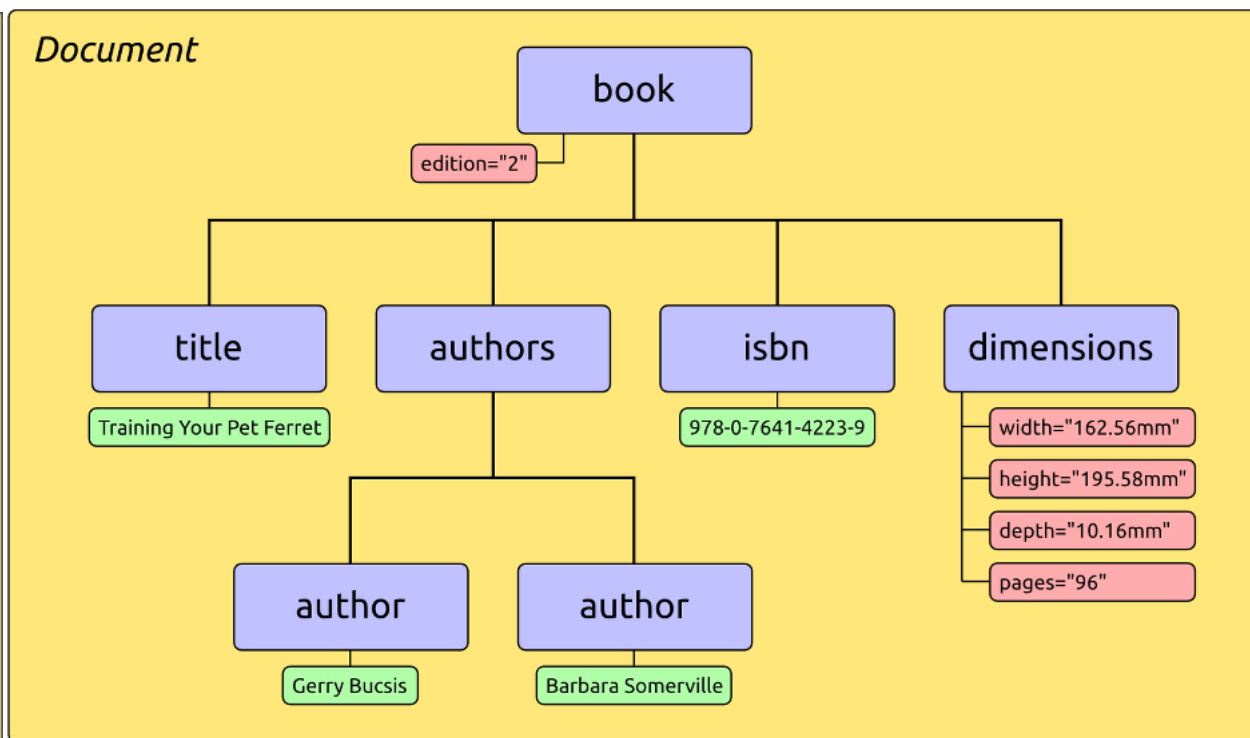 Document
book
edition="2"
title
authors
isbn
dimensions
Training Your Pet Ferret
978-0-7641-4223-9
width="162.56mm"
height="195.58mm"
depth="10.16mm"
pages="96"
author
author
Gerry Bucsis
Barbara Somerville